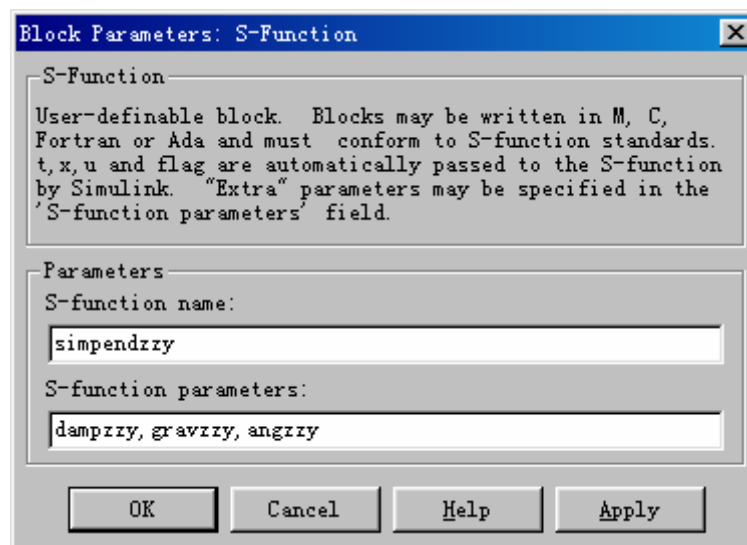 Block Parameters: S-Function
S-Function
User-definable block.  Blocks may be written in M, C,
Fortran or Ada and must  conform to S-function standards.
t,x,u and flag are automatically passed to the S-function
by Simulink.  "Extra" parameters may be specified in the
'S-function parameters' field.
Parameters
S-function name:
simpendzzy
S-function parameters:
dampzzy, gravzzy, angzzy
OK Cancel Help Apply